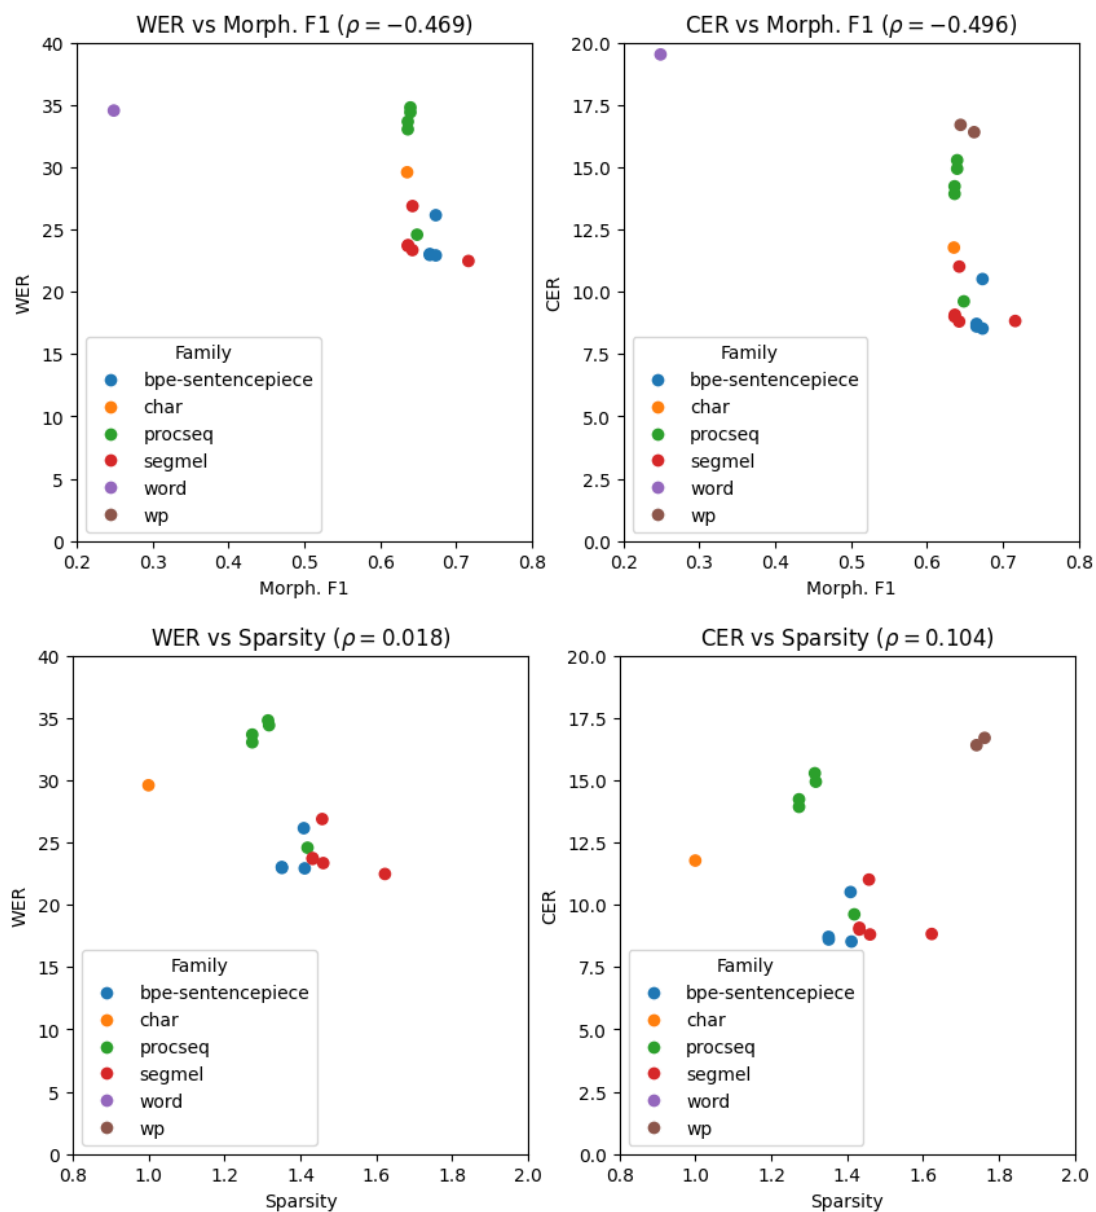 WER vs Morph. F1 (ρ = −0.469)
40
35
30
25
20
15
10
5
0
WER
Family
bpe-sentencepiece
char
procseq
segmel
word
wp
0.2 0.3 0.4 0.5 0.6 0.7 0.8
Morph. F1
CER vs Morph. F1 (ρ = −0.496)
20.0
17.5
15.0
12.5
10.0
7.5
5.0
2.5
0.0
CER
Family
bpe-sentencepiece
char
procseq
segmel
word
wp
0.2 0.3 0.4 0.5 0.6 0.7 0.8
Morph. F1
WER vs Sparsity (ρ = 0.018)
40
35
30
25
20
15
10
5
0
WER
Family
bpe-sentencepiece
char
procseq
segmel
word
wp
0.8 1.0 1.2 1.4 1.6 1.8 2.0
Sparsity
CER vs Sparsity (ρ = 0.104)
20.0
17.5
15.0
12.5
10.0
7.5
5.0
2.5
0.0
CER
Family
bpe-sentencepiece
char
procseq
segmel
word
wp
0.8 1.0 1.2 1.4 1.6 1.8 2.0
Sparsity